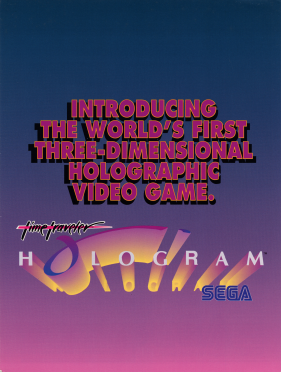 INTRODUCING
THE WORLD'S FIRST
THREE-DIMENSIONAL
HOLOGRAPHIC
VIDEO GAME.
time traveler
HOLOGRAM
SEGA